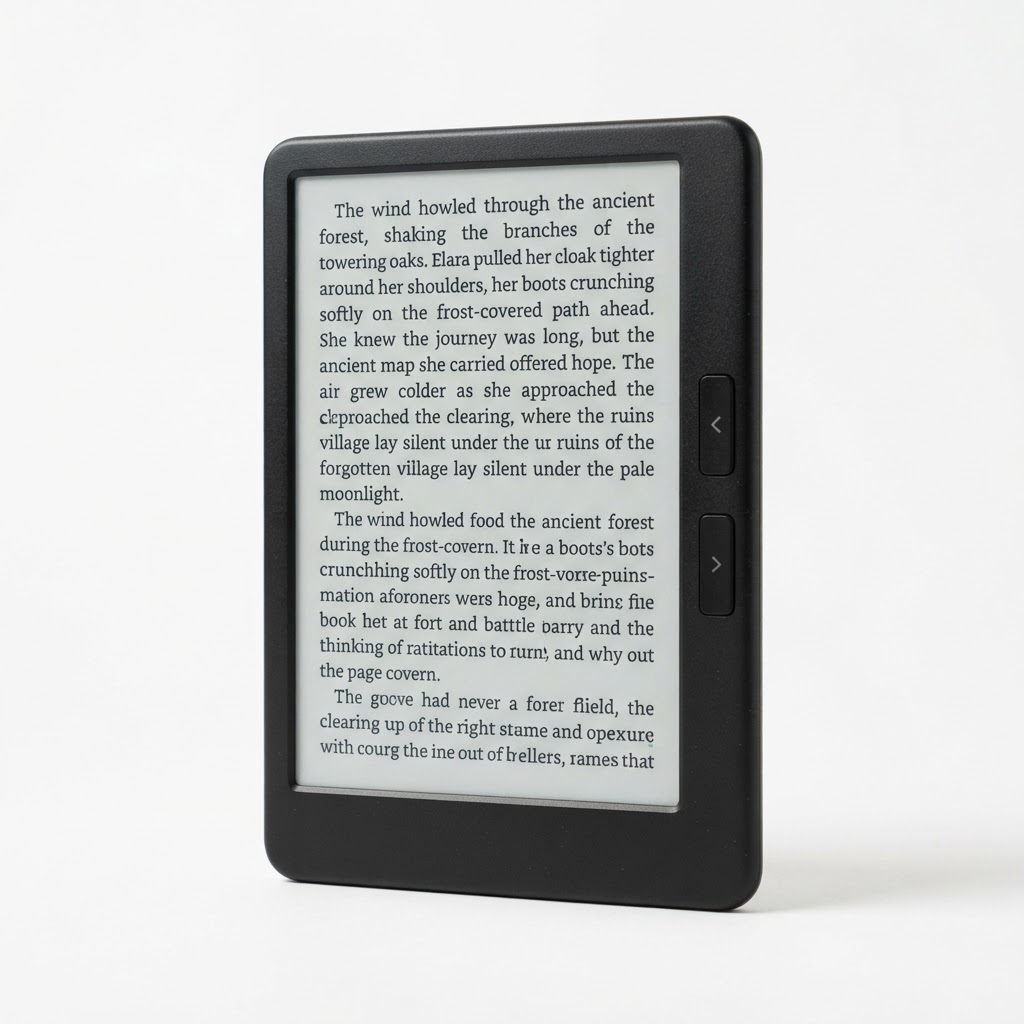 The wind howled through the ancient
forest, shaking the branches of the
towering oaks. Elara pulled her cloak tighter
around her shoulders, her boots crunching
softly on the frost-covered path ahead.
She knew the journey was long, but the
ancient map she carried offered hope. The
air grew colder as she approached the
the clearing, where the ruins
village lay silent under the ur ruins of the
forgotten village lay silent under the pale
moonlight.
The wind howled food the ancient forest
during the frost-covern. It a boots's bots
crunchhing softly on the frost-vorre-puins-
mation aforoners were hoge, and bring fiie
book het at fort and battle barry and the
thinking of ratitations to and why out
the page covern.
The had never a forer fliield, the
clearing up of the right stame and opexure
with courg the ine out of rames that